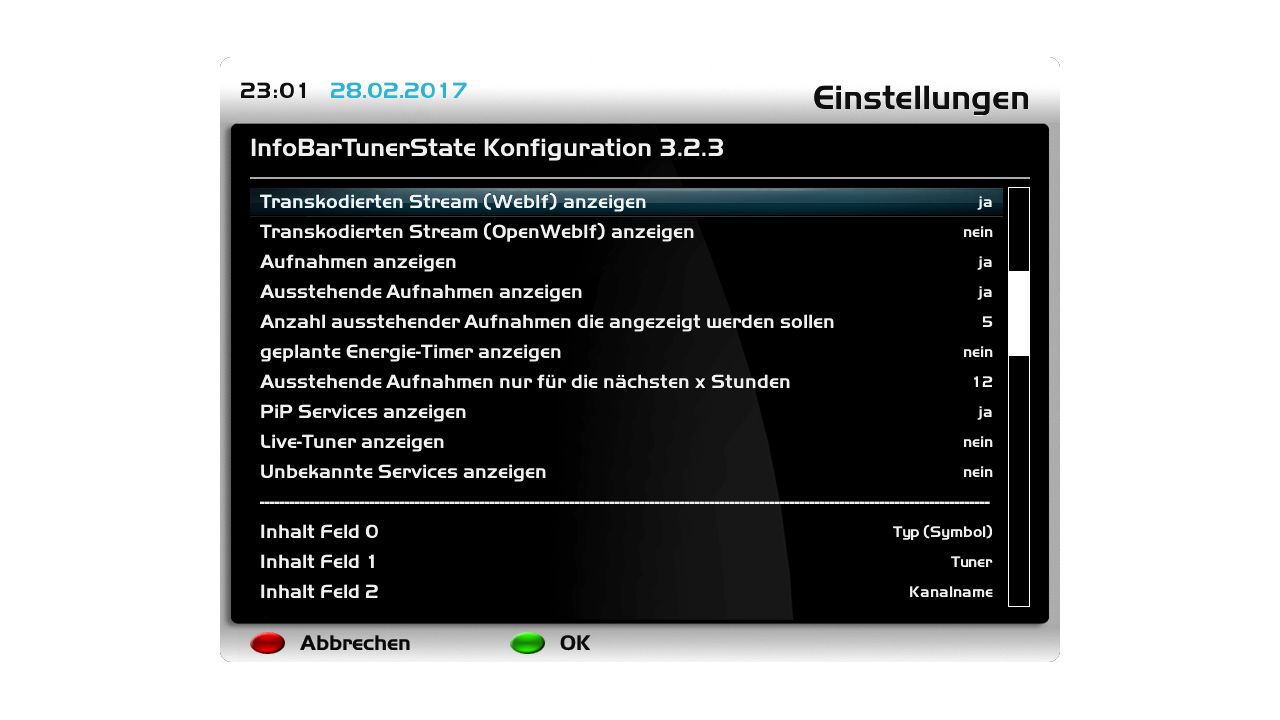 23:01 28.02.2017 Einstellungen
InfoBarTunerState Konfiguration 3.2.3
Transkodierten Stream (WebIf) anzeigen ja
Transkodierten Stream (OpenWebIf) anzeigen nein
Aufnahmen anzeigen ja
Ausstehende Aufnahmen anzeigen ja
Anzahl ausstehender Aufnahmen die angezeigt werden sollen 5
geplante Energie-Timer anzeigen nein
Ausstehende Aufnahmen nur für die nächsten x Stunden 12
PiP Services anzeigen ja
Live-Tuner anzeigen nein
Unbekannte Services anzeigen nein
Inhalt Feld 0 Typ (Symbol)
Inhalt Feld 1 Tuner
Inhalt Feld 2 Kanalname
Abbrechen OK